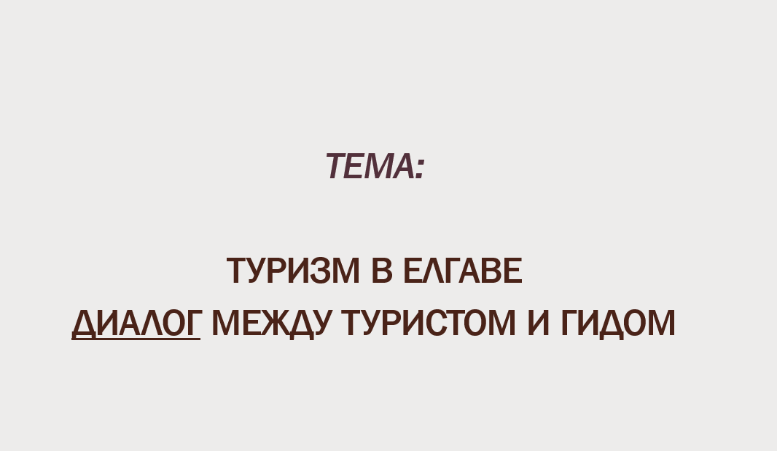 ТЕМА:
ТУРИЗМ В ЕЛГАВЕ
ДИАЛОГ МЕЖДУ ТУРИСТОМ И ГИДОМ